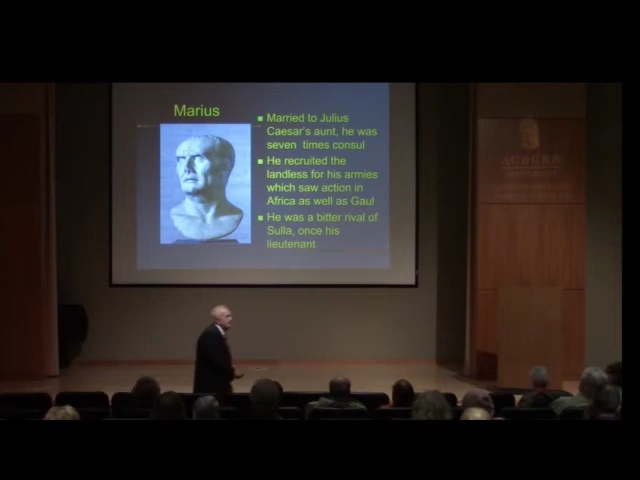 Marius
Married to Julius
Caesar's aunt, he was
seven times consul
He recruited the
landless for his armies
which saw action in
Africa as well as Gaul
He was a bitter rival of
Sulla, once his
lieutenant